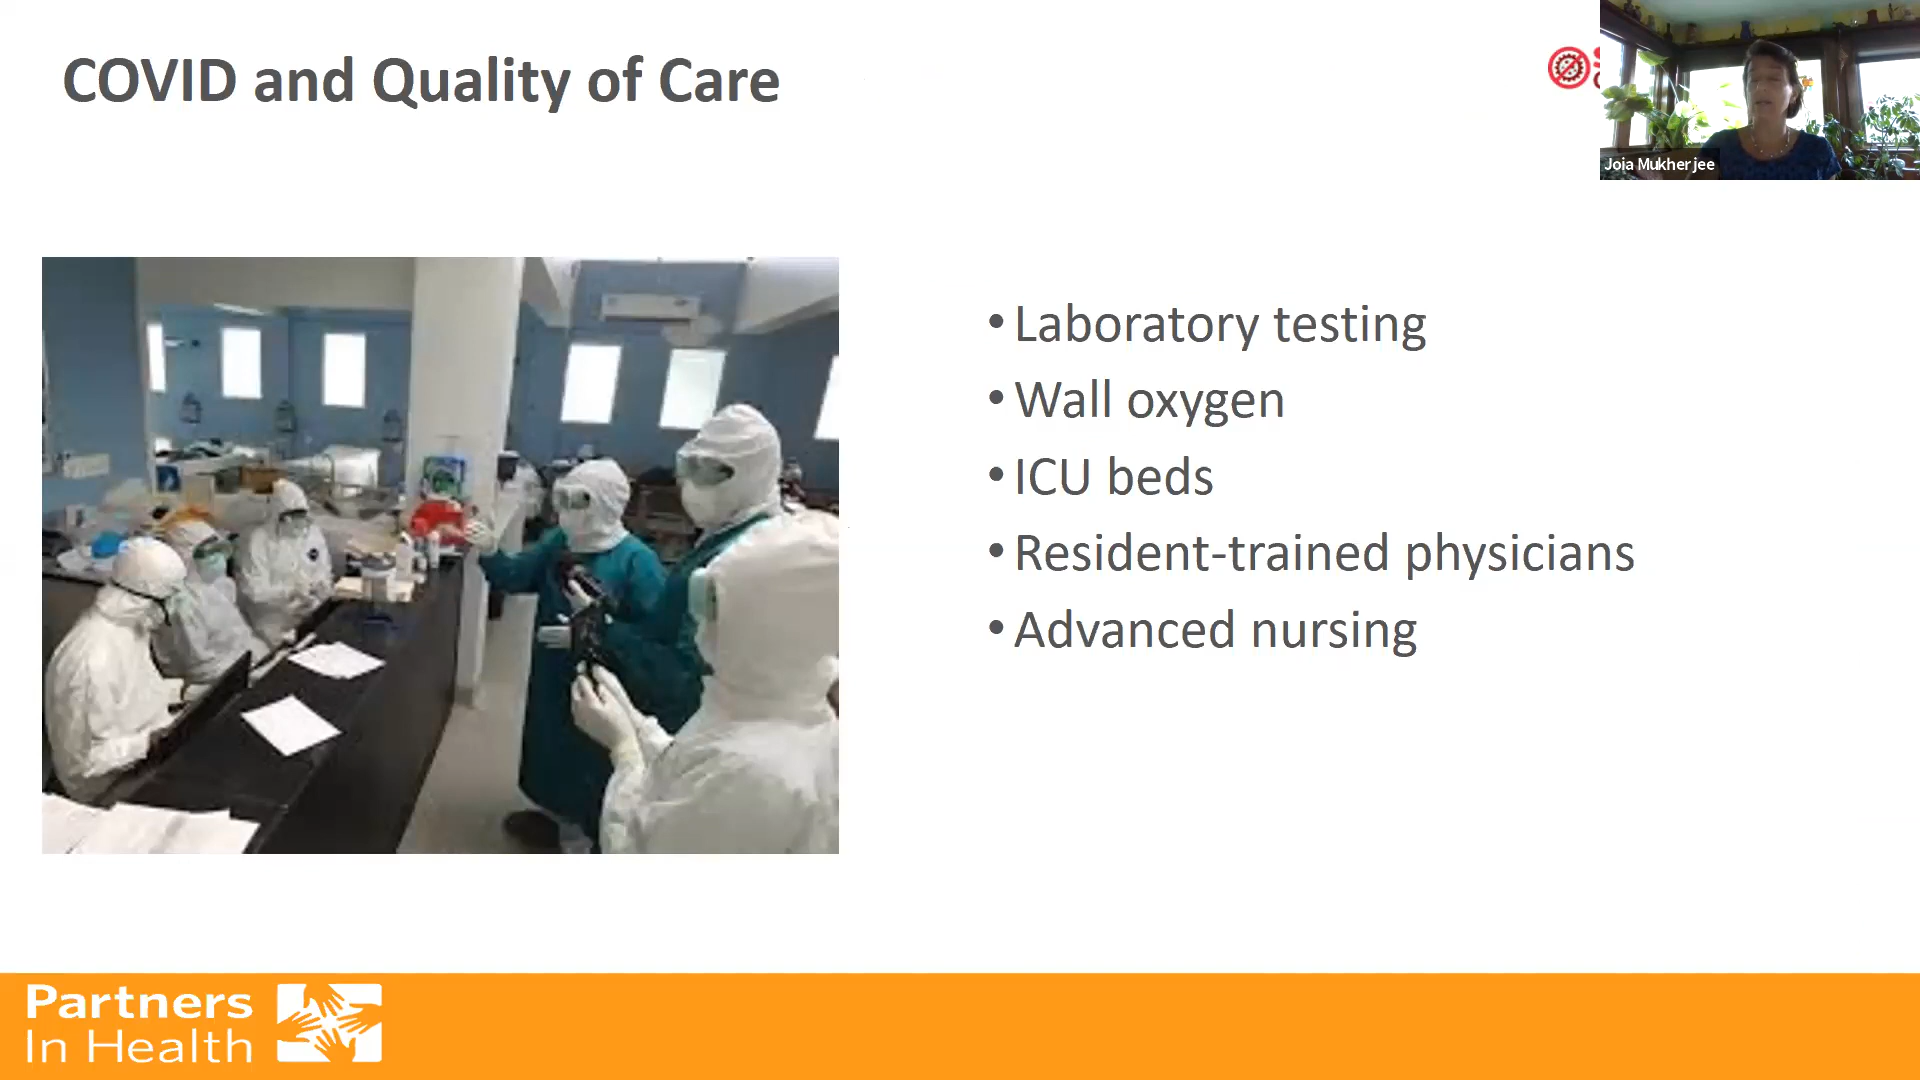 COVID and Quality of Care
Joia Mukherjee
• Laboratory testing
• Wall oxygen
• ICU beds
• Resident-trained physicians
• Advanced nursing
Partners
In Health